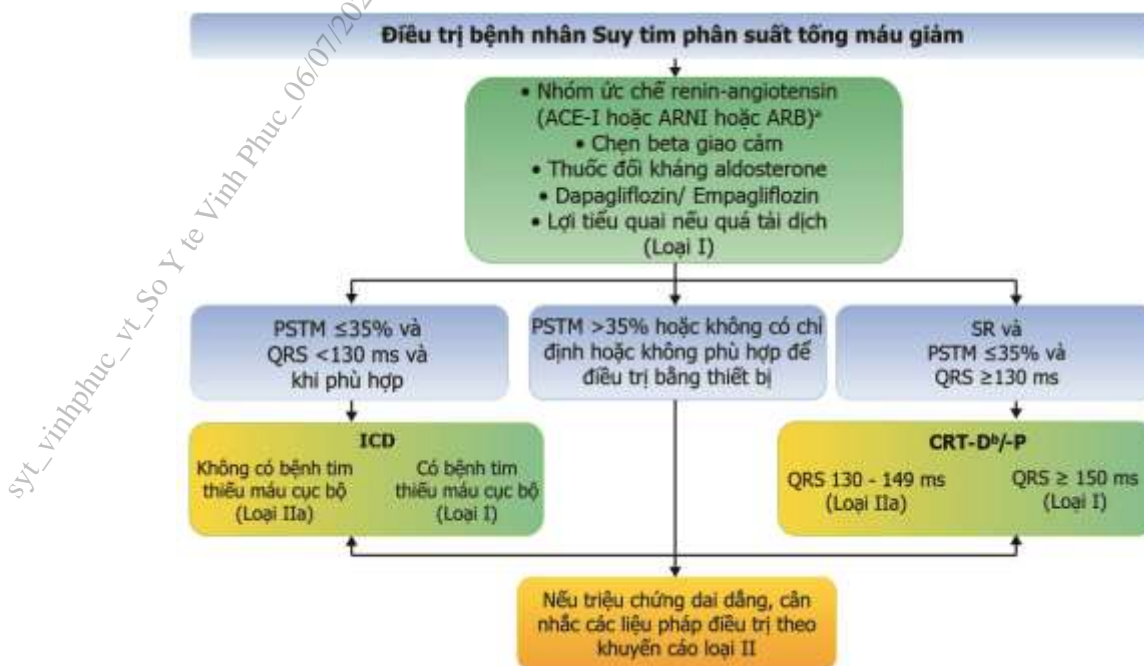 syt_vinhphuc_vt_So Y te Vinh Phuc_06/07/202
Điều trị bệnh nhân Suy tim phân suất tống máu giảm
• Nhóm ức chế renin-angiotensin
(ACE-I hoặc ARNI hoặc ARB)ᵃ
• Chẹn beta giao cảm
• Thuốc đối kháng aldosterone
• Dapagliflozin/ Empagliflozin
• Lợi tiểu quai nếu quá tải dịch
(Loại I)
PSTM ≤35% và
QRS <130 ms và
khi phù hợp
PSTM >35% hoặc không có chỉ
định hoặc không phù hợp để
điều trị bằng thiết bị
SR và
PSTM ≤35% và
QRS ≥130 ms
ICD
Không có bệnh tim
thiếu máu cục bộ
(Loại IIa)
Có bệnh tim
thiếu máu cục bộ
(Loại I)
CRT-Dᵇ/-P
QRS 130 - 149 ms
(Loại IIa)
QRS ≥ 150 ms
(Loại I)
Nếu triệu chứng dai dẳng, cân
nhắc các liệu pháp điều trị theo
khuyến cáo loại II